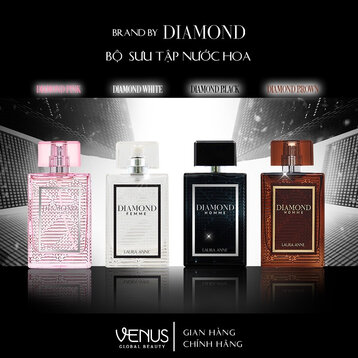 BRAND BY DIAMOND
BỘ SƯU TẬP NƯỚC HOA
DIAMOND PINK DIAMOND WHITE DIAMOND BLACK DIAMOND BROWN
DIAMOND
DIAMOND
FEMME
LAURA ANNE
DIAMOND
HOMME
LAURA ANNE
DIAMOND
HOMME
LAURA ANNE
VENUS
GLOBAL BEAUTY
GIAN HÀNG
CHÍNH HÃNG